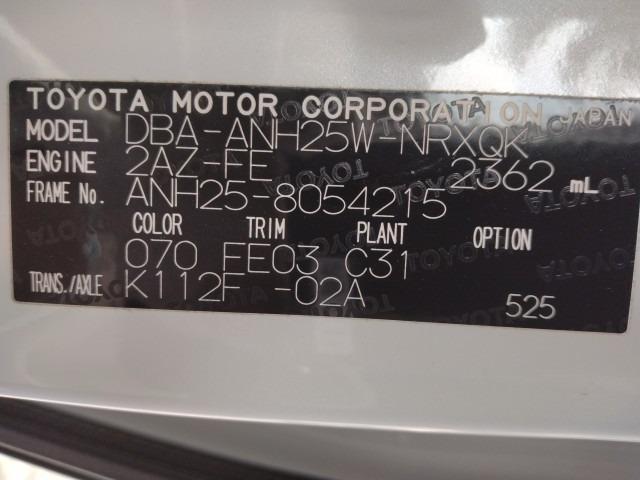 TOYOTA MOTOR CORPORATION JAPAN
MODEL DBA-ANH25W-NRXQK
ENGINE 2AZ-FE 2362 mL
FRAME No. ANH25-8054215
COLOR TRIM PLANT OPTION
070 FE03 C31
TRANS./AXLE K112F -02A 525